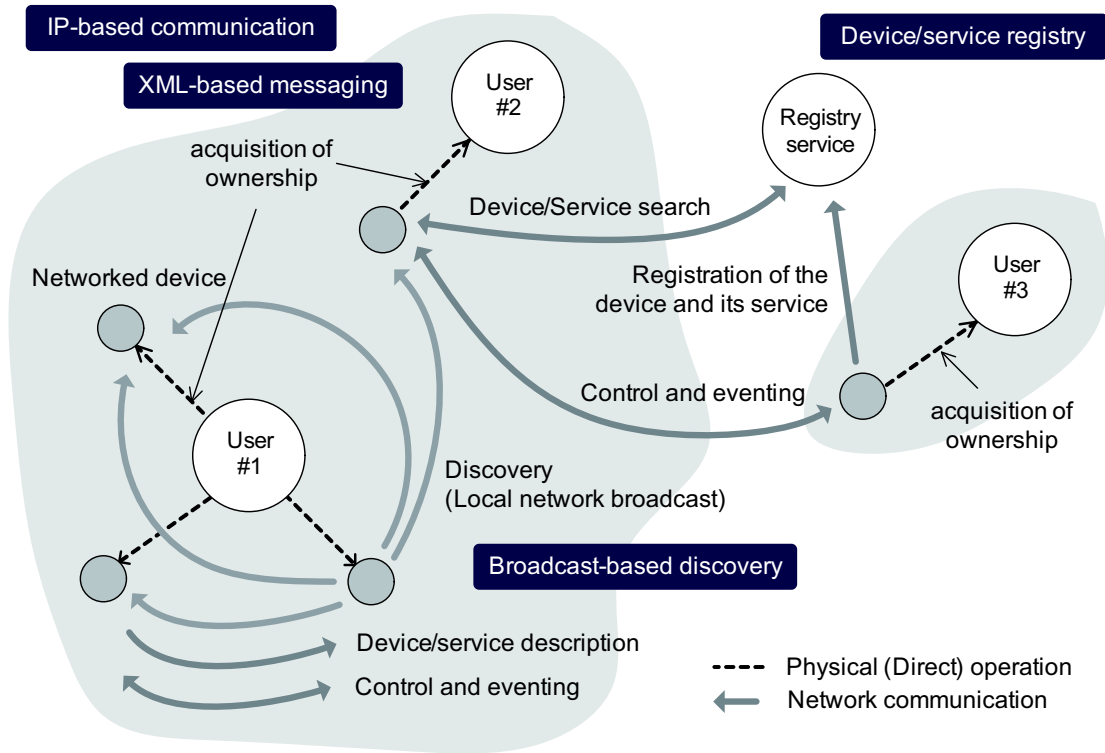 IP-based communication
Device/service registry
XML-based messaging
User
#2
Registry
service
acquisition of
ownership
Device/Service search
Networked device
Registration of the
device and its service
User
#3
Control and eventing
acquisition of
ownership
User
#1
Discovery
(Local network broadcast)
Broadcast-based discovery
Device/service description
Control and eventing
Physical (Direct) operation
Network communication